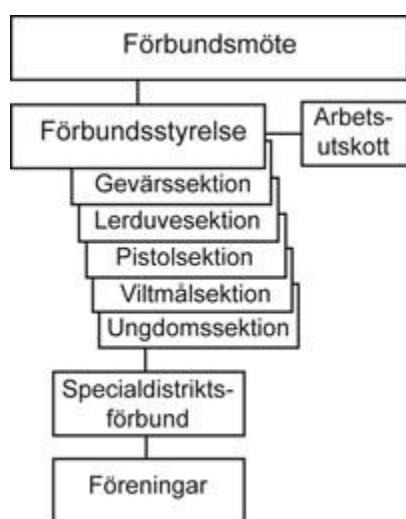 Förbundsmöte
Förbundsstyrelse
Arbets-
utskott
Gevärssektion
Lerduvesektion
Pistolsektion
Viltmålsektion
Ungdomssektion
Specialdistrikts-
förbund
Föreningar